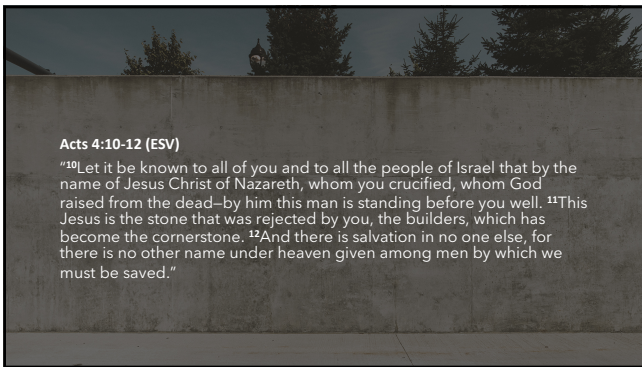 Acts 4:10-12 (ESV)
“10Let it be known to all of you and to all the people of Israel that by the
name of Jesus Christ of Nazareth, whom you crucified, whom God
raised from the dead—by him this man is standing before you well. 11This
Jesus is the stone that was rejected by you, the builders, which has
become the cornerstone. 12And there is salvation in no one else, for
there is no other name under heaven given among men by which we
must be saved.”